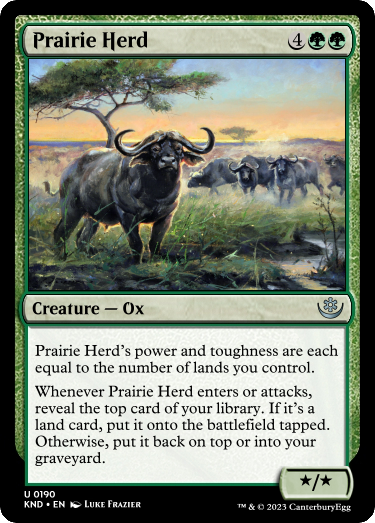 Prairie Herd 4
Creature — Ox
Prairie Herd's power and toughness are each
equal to the number of lands you control.
Whenever Prairie Herd enters or attacks,
reveal the top card of your library. If it's a
land card, put it onto the battlefield tapped.
Otherwise, put it back on top or into your
graveyard.
★/★
U 0190
KND • EN Luke Frazier
™ & © 2023 CanterburyEgg